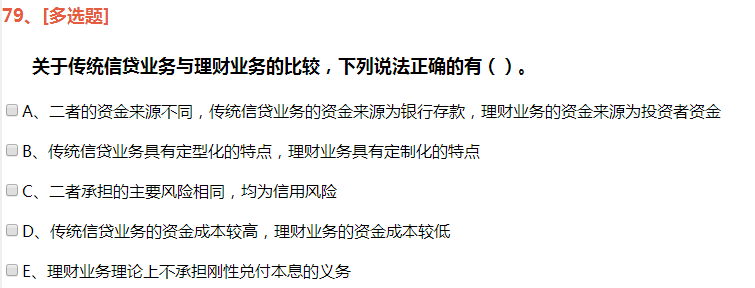 79、[多选题]
关于传统信贷业务与理财业务的比较，下列说法正确的有（ ）。
A、二者的资金来源不同，传统信贷业务的资金来源为银行存款，理财业务的资金来源为投资者资金
B、传统信贷业务具有定型化的特点，理财业务具有定制化的特点
C、二者承担的主要风险相同，均为信用风险
D、传统信贷业务的资金成本较高，理财业务的资金成本较低
E、理财业务理论上不承担刚性兑付本息的义务